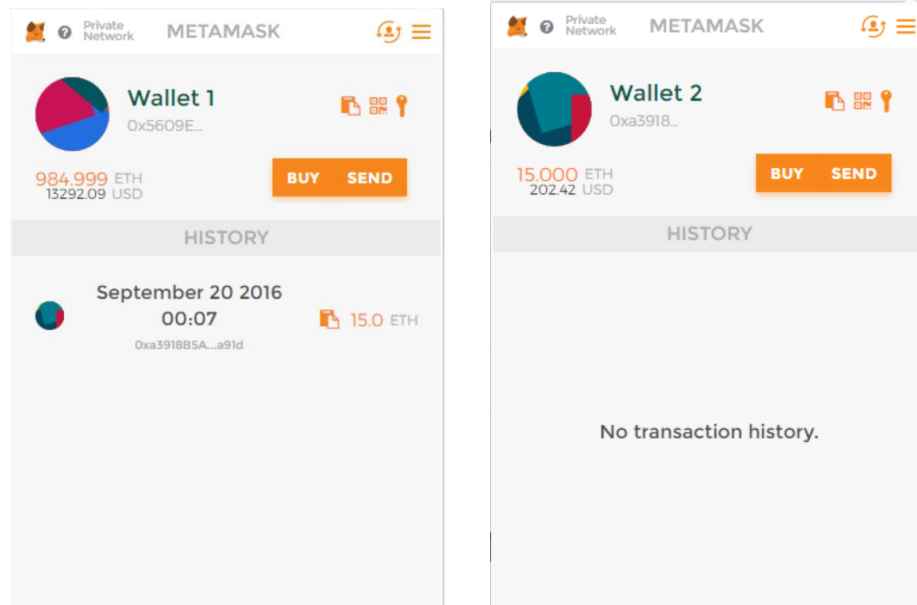 Private
Network
METAMASK
Wallet 1
0x5609E...
984.999 ETH
13292.09 USD
BUY
SEND
HISTORY
September 20 2016
00:07
0xa3918B5A...a91d
15.0 ETH
Private
Network
METAMASK
Wallet 2
0xa3918...
15.000 ETH
202.42 USD
BUY
SEND
HISTORY
No transaction history.